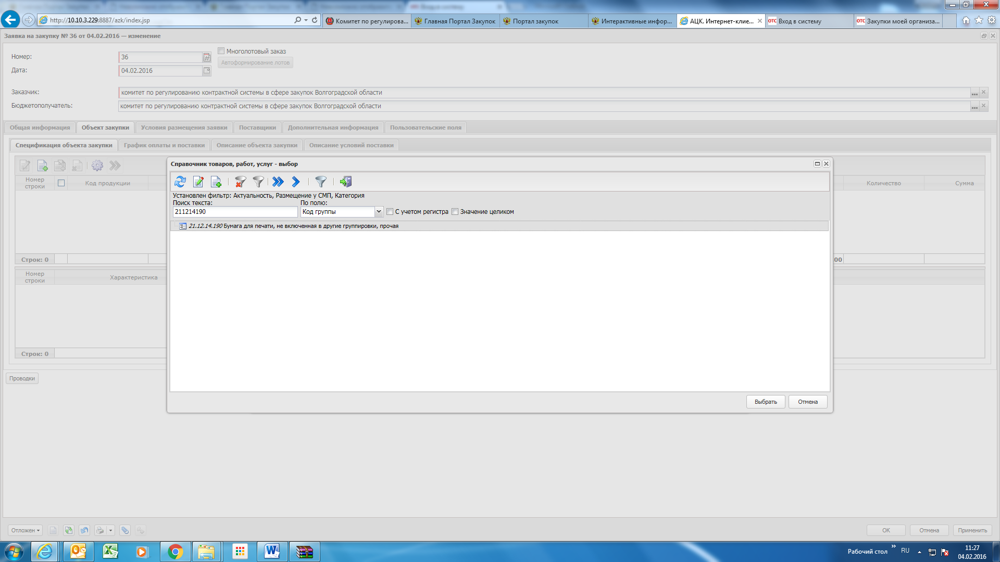 http://10.10.3.229:8887/azk/index.jsp
Комитет по регулирова...
Главная Портал Закупок
Портал закупок
Интерактивные инфор...
АЦК. Интернет-клие...
отс Вход в систему
отс Закупки моей организа...
Заявка на закупку № 36 от 04.02.2016 — изменение
Номер: 36
Многолотовый заказ
Автоформирование лотов
Дата: 04.02.2016
Заказчик: комитет по регулированию контрактной системы в сфере закупок Волгоградской области
Бюджетополучатель: комитет по регулированию контрактной системы в сфере закупок Волгоградской области
Общая информация Объект закупки Условия размещения заявки Поставщики Дополнительная информация Пользовательские поля
Спецификация объекта закупки График оплаты и поставки Описание объекта закупки Описание условий поставки
Номер строки Код продукции Количество Сумма
Строк: 0 00
Номер строки Характеристика
Строк: 0
Проводки
Справочник товаров, работ, услуг - выбор
Установлен фильтр: Актуальность, Размещение у СМП, Категория
Поиск текста: По полю:
211214190 Код группы С учетом регистра Значение целиком
21.12.14.190 Бумага для печати, не включенная в другие группировки, прочая
Выбрать Отмена
Отложен
OK Отмена Применить
Рабочий стол » RU
11:27
04.02.2016